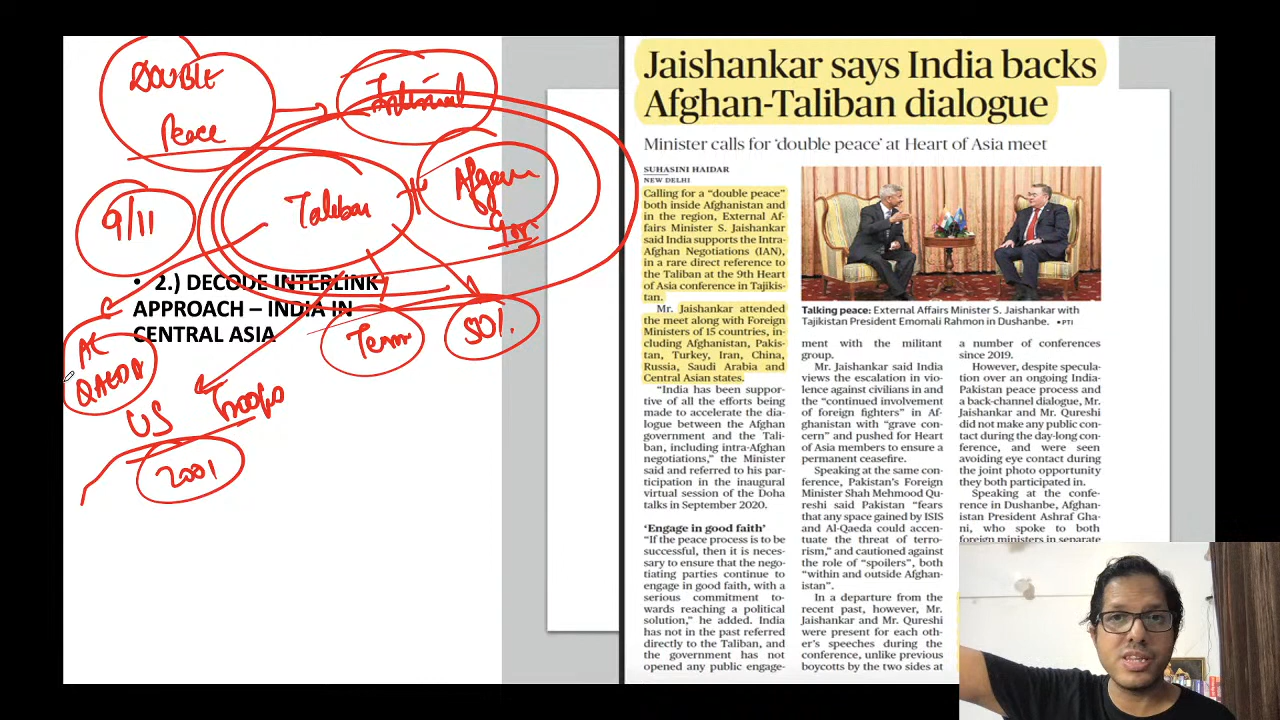 DOUBLE
Peace
Internal
9/11
Taliban
Afgan
Gov
• 2.) DECODE INTERLINK
APPROACH – INDIA IN
CENTRAL ASIA
Terror
50%
AL
QAEDA
US Troops
2001
Jaishankar says India backs
Afghan-Taliban dialogue
Minister calls for ‘double peace’ at Heart of Asia meet
SUHASINI HAIDAR
NEW DELHI
Calling for a “double peace”
both inside Afghanistan and
in the region, External Af-
fairs Minister S. Jaishankar
said India supports the Intra-
Afghan Negotiations (IAN),
in a rare direct reference to
the Taliban at the 9th Heart
of Asia conference in Tajikis-
tan.
Mr. Jaishankar attended
the meet along with Foreign
Ministers of 15 countries, in-
cluding Afghanistan, Pakis-
tan, Turkey, Iran, China,
Russia, Saudi Arabia and
Central Asian states.
“India has been suppor-
tive of all the efforts being
made to accelerate the dia-
logue between the Afghan
government and the Tali-
ban, including intra-Afghan
negotiations,” the Minister
said and referred to his par-
ticipation in the inaugural
virtual session of the Doha
talks in September 2020.
‘Engage in good faith’
“If the peace process is to be
successful, then it is neces-
sary to ensure that the nego-
tiating parties continue to
engage in good faith, with a
serious commitment to-
wards reaching a political
solution,” he added. India
has not in the past referred
directly to the Taliban, and
the government has not
opened any public engage-
Talking peace: External Affairs Minister S. Jaishankar with
Tajikistan President Emomali Rahmon in Dushanbe. • PTI
ment with the militant
group.
Mr. Jaishankar said India
views the escalation in vio-
lence against civilians in and
the “continued involvement
of foreign fighters” in Af-
ghanistan with “grave con-
cern” and pushed for Heart
of Asia members to ensure a
permanent ceasefire.
Speaking at the same con-
ference, Pakistan’s Foreign
Minister Shah Mehmood Qu-
reshi said Pakistan “fears
that any space gained by ISIS
and Al-Qaeda could accen-
tuate the threat of terro-
rism,” and cautioned against
the role of “spoilers”, both
“within and outside Afghan-
istan”.
In a departure from the
recent past, however, Mr.
Jaishankar and Mr. Qureshi
were present for each oth-
er’s speeches during the
conference, unlike previous
boycotts by the two sides at
a number of conferences
since 2019.
However, despite specula-
tion over an ongoing India-
Pakistan peace process and
a back-channel dialogue, Mr.
Jaishankar and Mr. Qureshi
did not make any public con-
tact during the day-long con-
ference, and were seen
avoiding eye contact during
the joint photo opportunity
they both participated in.
Speaking at the confe-
rence in Dushanbe, Afghan-
istan President Ashraf Gha-
ni, who spoke to both
foreign ministers in separate